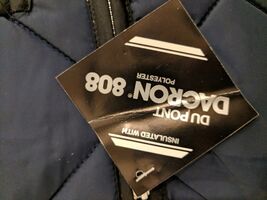 INSULATED WITH
DU PONT
DACRON® 808
POLYESTER